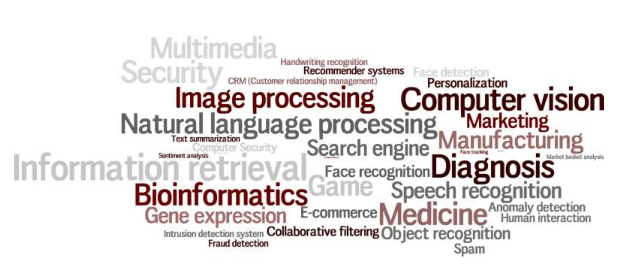 Multimedia
Handwriting recognition
Security
Recommender systems
Face detection
CRM (Customer relationship management)
Personalization
Image processing
Computer vision
Natural language processing
Marketing
Text summarization
Manufacturing
Computer Security
Search engine
Sentiment analysis
Face tracking
Market basket analysis
Information retrieval
Face recognition
Diagnosis
Bioinformatics
Game
Speech recognition
Gene expression
E-commerce
Medicine
Anomaly detection
Human interaction
Intrusion detection system
Collaborative filtering
Object recognition
Fraud detection
Spam